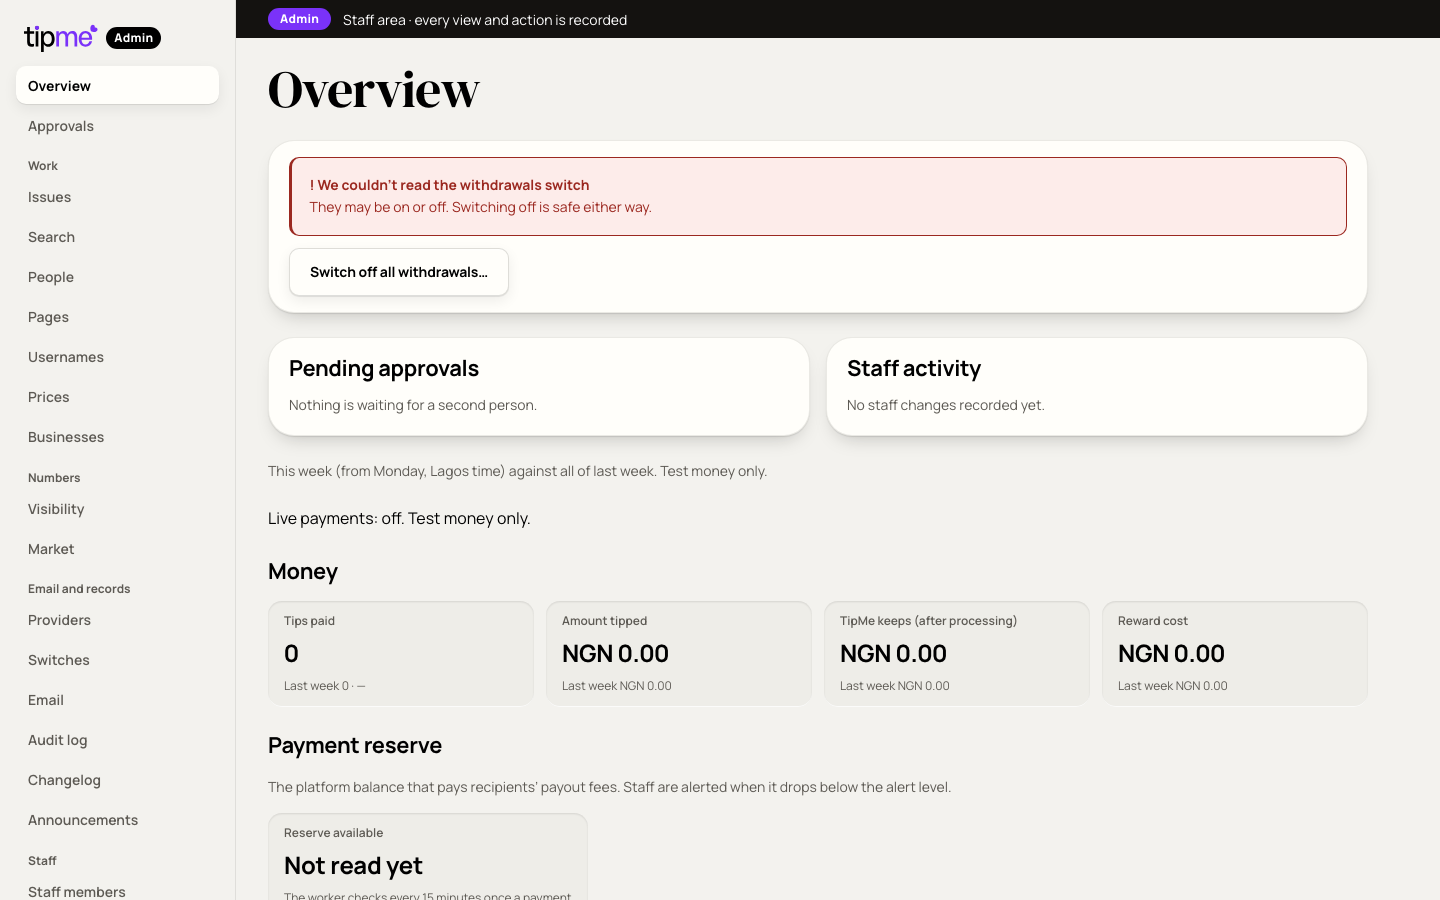 tipme Admin
Overview
Approvals
Work
Issues
Search
People
Pages
Usernames
Prices
Businesses
Numbers
Visibility
Market
Email and records
Providers
Switches
Email
Audit log
Changelog
Announcements
Staff
Staff members
Admin Staff area · every view and action is recorded
Overview
! We couldn't read the withdrawals switch
They may be on or off. Switching off is safe either way.
Switch off all withdrawals…
Pending approvals
Nothing is waiting for a second person.
Staff activity
No staff changes recorded yet.
This week (from Monday, Lagos time) against all of last week. Test money only.
Live payments: off. Test money only.
Money
Tips paid
0
Last week 0 · —
Amount tipped
NGN 0.00
Last week NGN 0.00
TipMe keeps (after processing)
NGN 0.00
Last week NGN 0.00
Reward cost
NGN 0.00
Last week NGN 0.00
Payment reserve
The platform balance that pays recipients' payout fees. Staff are alerted when it drops below the alert level.
Reserve available
Not read yet
The worker checks every 15 minutes once a payment